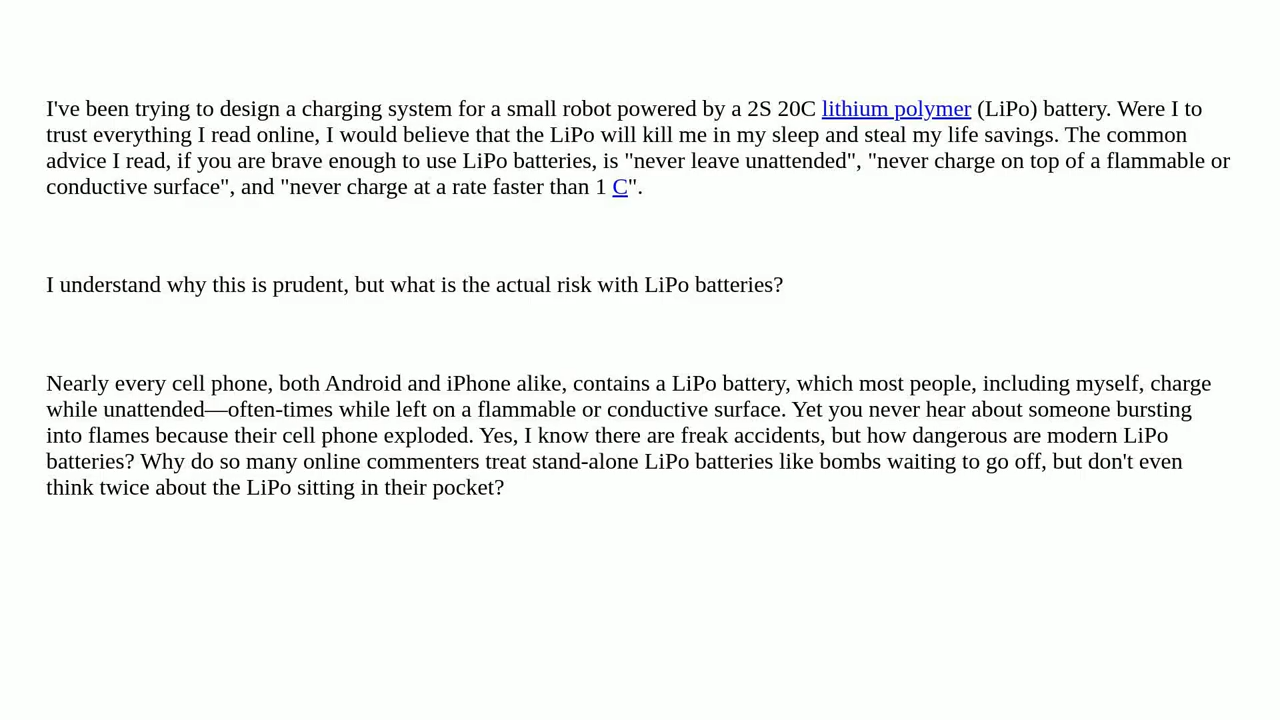 I've been trying to design a charging system for a small robot powered by a 2S 20C lithium polymer (LiPo) battery. Were I to
trust everything I read online, I would believe that the LiPo will kill me in my sleep and steal my life savings. The common
advice I read, if you are brave enough to use LiPo batteries, is "never leave unattended", "never charge on top of a flammable or
conductive surface", and "never charge at a rate faster than 1 C".
I understand why this is prudent, but what is the actual risk with LiPo batteries?
Nearly every cell phone, both Android and iPhone alike, contains a LiPo battery, which most people, including myself, charge
while unattended—often-times while left on a flammable or conductive surface. Yet you never hear about someone bursting
into flames because their cell phone exploded. Yes, I know there are freak accidents, but how dangerous are modern LiPo
batteries? Why do so many online commenters treat stand-alone LiPo batteries like bombs waiting to go off, but don't even
think twice about the LiPo sitting in their pocket?